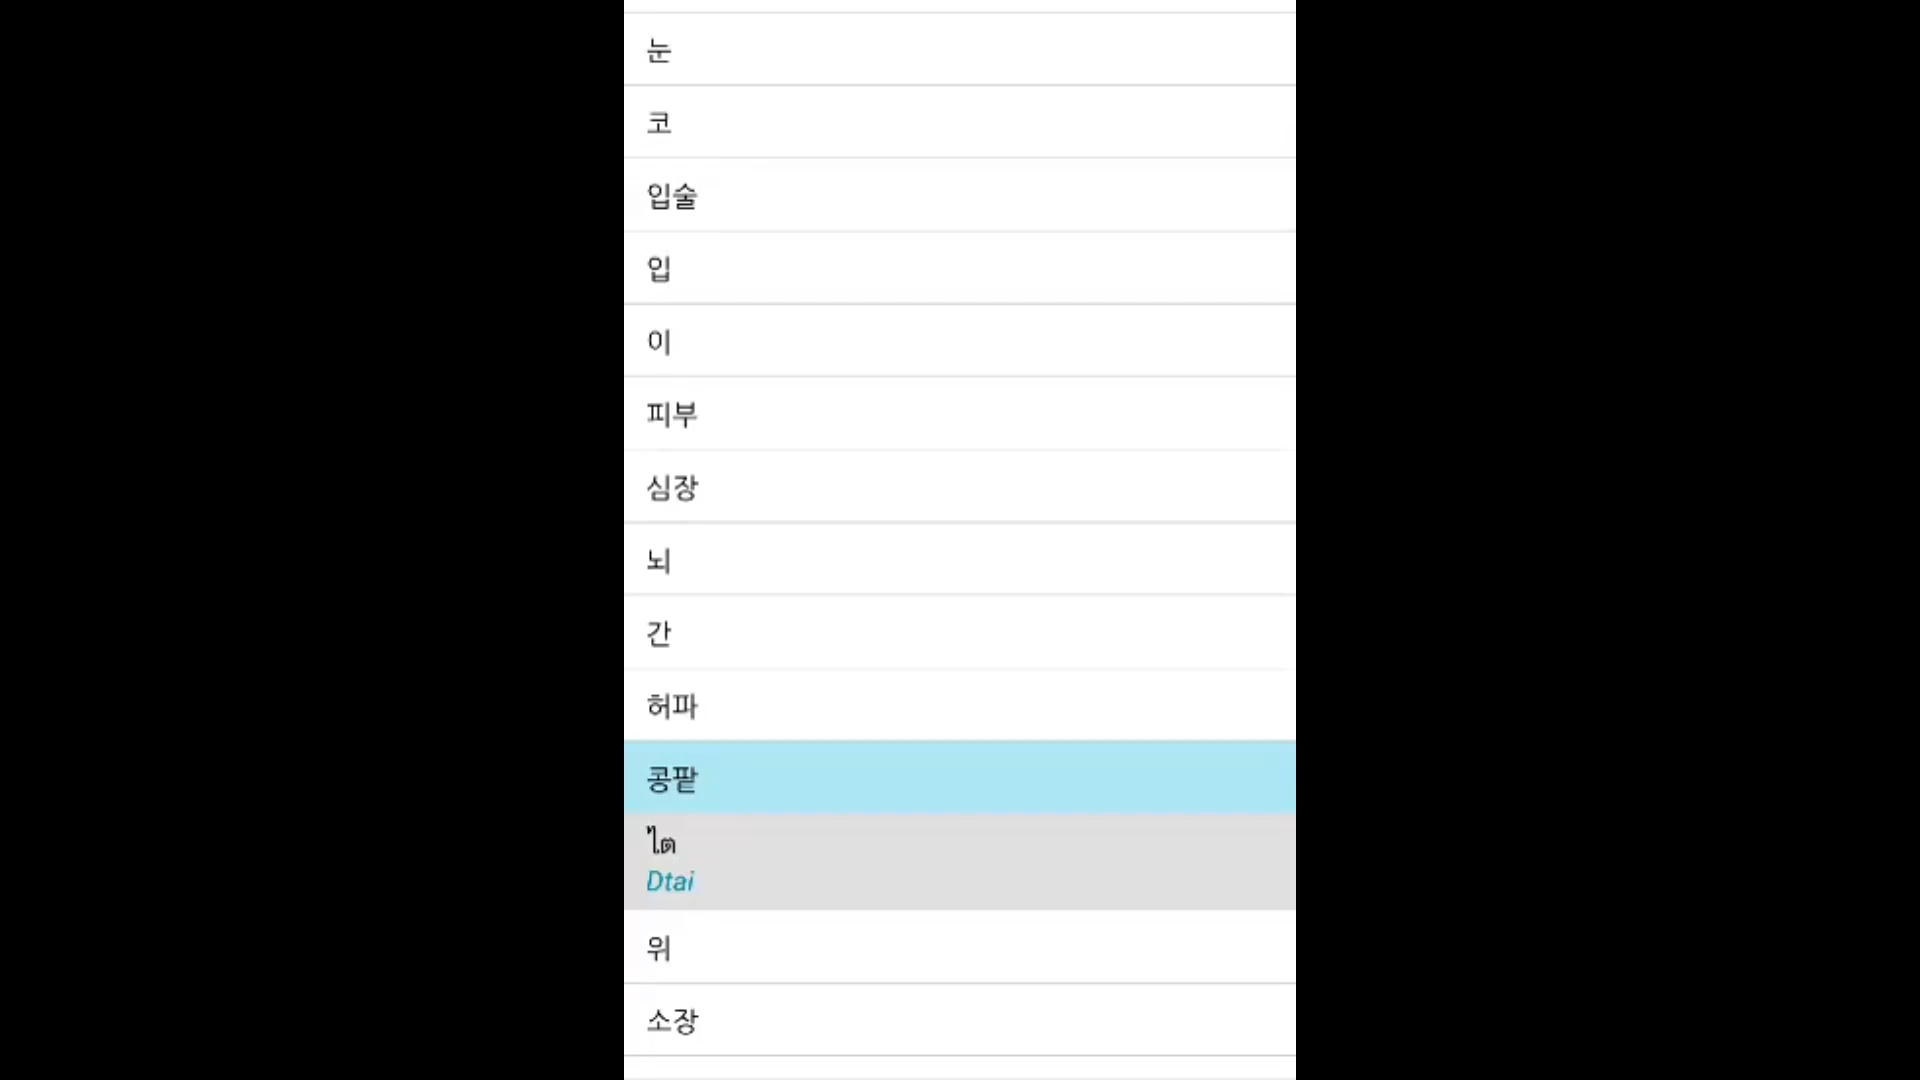 눈
코
입술
입
이
피부
심장
뇌
간
허파
콩팥
ไต
Dtai
위
소장